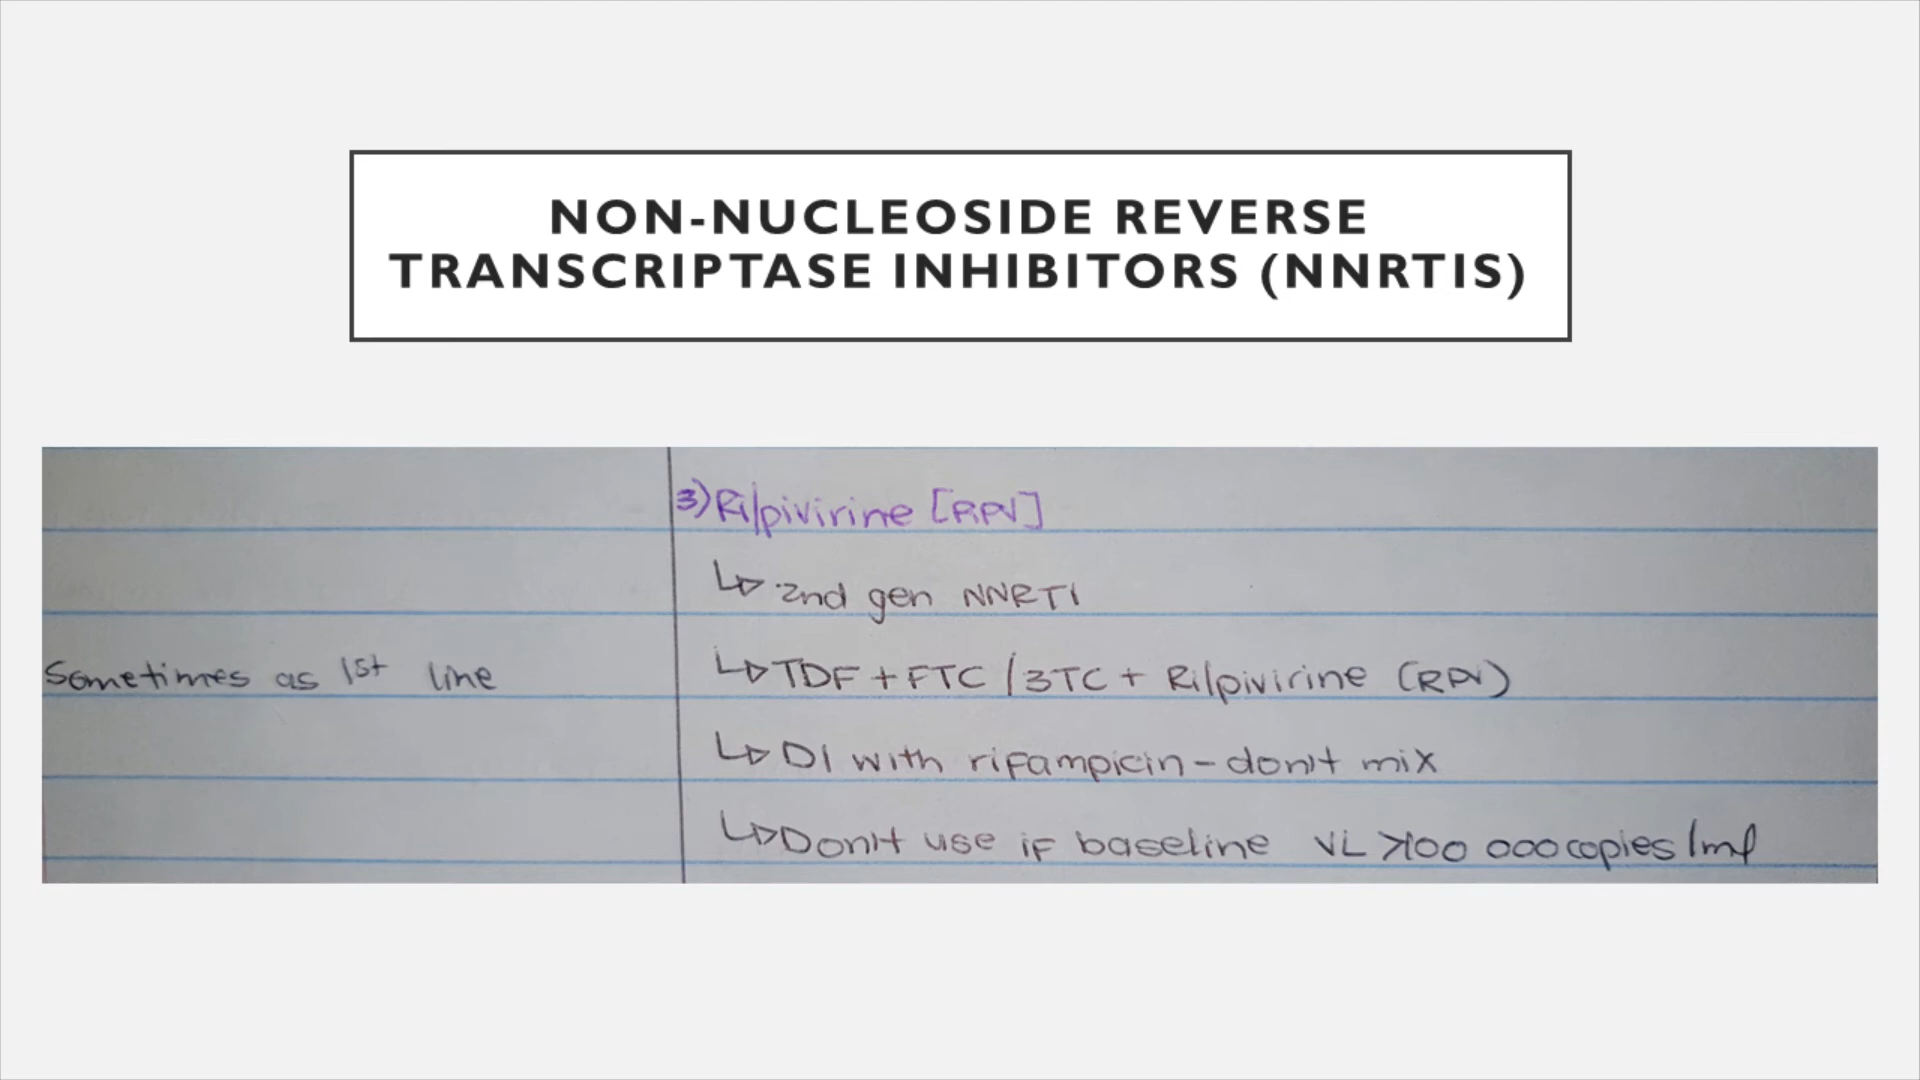 NON-NUCLEOSIDE REVERSE
TRANSCRIPTASE INHIBITORS (NNRTIS)
3) Rilpivirine [RPV]
↳ 2nd gen NNRTI
Sometimes as 1st line
↳ TDF + FTC / 3TC + Rilpivirine (RPV)
↳ DI with rifampicin - don't mix
↳ Don't use if baseline VL >100 000 copies/ml